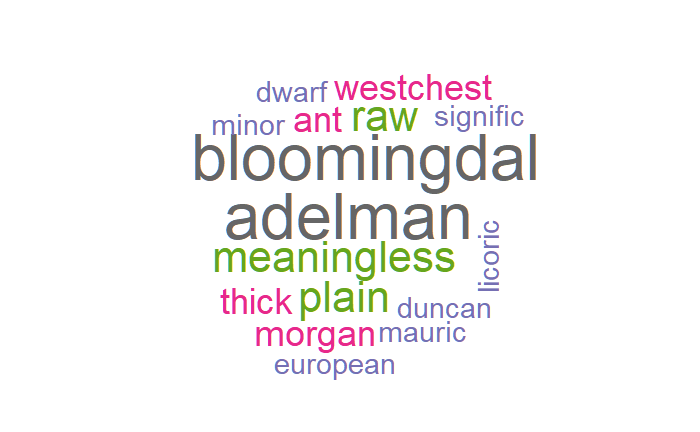 dwarf westchest
minor ant raw signific
bloomingdal
adelman
meaningless licoric
thick plain duncan
morgan mauric
european